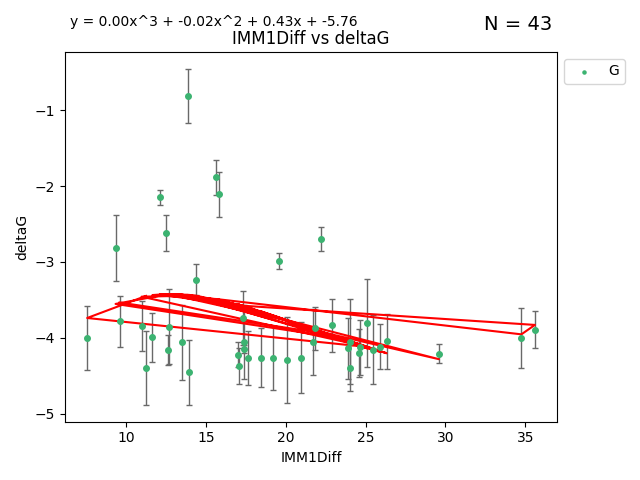 y = 0.00x^3 + -0.02x^2 + 0.43x + -5.76
N = 43
IMM1Diff vs deltaG
G
deltaG
−1
−2
−3
−4
−5
10 15 20 25 30 35
IMM1Diff